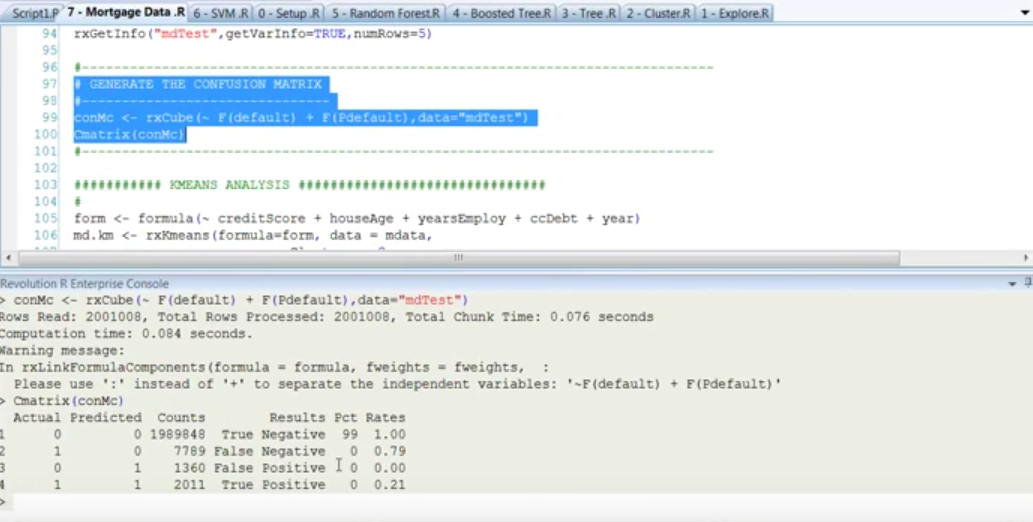 Script1.R 7 - Mortgage Data .R 6 - SVM .R 0 - Setup .R 5 - Random Forest.R 4 - Boosted Tree.R 3 - Tree .R 2 - Cluster.R 1 - Explore.R
94 rxGetInfo("mdTest",getVarInfo=TRUE,numRows=5)
95
96 #-----------------------------------------------------------------------------
97 # GENERATE THE CONFUSION MATRIX
98 #------------------------------
99 conMc <- rxCube(~ F(default) + F(Pdefault),data="mdTest")
100 Cmatrix(conMc)
101 #-----------------------------------------------------------------------------
102
103 ########### KMEANS ANALYSIS ###############################
104 #
105 form <- formula(~ creditScore + houseAge + yearsEmploy + ccDebt + year)
106 md.km <- rxKmeans(formula=form, data = mdata,
Revolution R Enterprise Console
> conMc <- rxCube(~ F(default) + F(Pdefault),data="mdTest")
Rows Read: 2001008, Total Rows Processed: 2001008, Total Chunk Time: 0.076 seconds
Computation time: 0.084 seconds.
Warning message:
In rxLinkFormulaComponents(formula = formula, fweights = fweights, :
Please use ':' instead of '+' to separate the independent variables: '~F(default) + F(Pdefault)'
> Cmatrix(conMc)
Actual Predicted Counts Results Pct Rates
1 0 0 1989848 True Negative 99 1.00
2 1 0 7789 False Negative 0 0.79
3 0 1 1360 False Positive 0 0.00
4 1 1 2011 True Positive 0 0.21
>